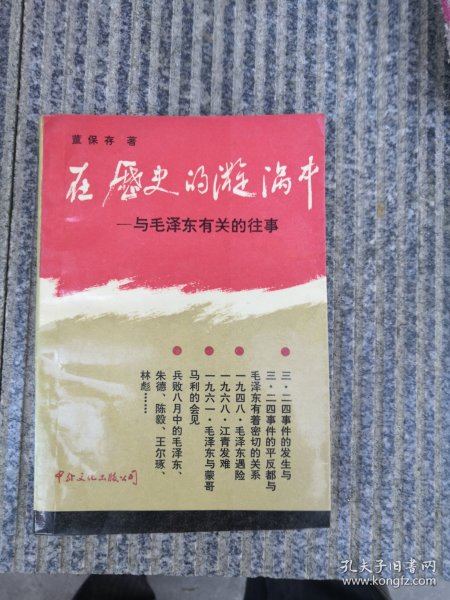 董保存 著
在历史的漩涡中
—与毛泽东有关的往事
三·二四事件的发生与
三·二四事件的平反都与
毛泽东有着密切的关系
一九四八·毛泽东遇险
一九六八·江青发难
一九六一·毛泽东与蒙哥
马利的会见
兵败八月中的毛泽东、
朱德、陈毅、王尔琢、
林彪……
中外文化出版公司
孔夫子旧书网
www.kongfz.com